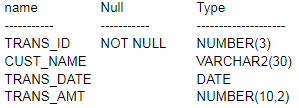 name Null Type
----------- ----------- -------------------
TRANS_ID NOT NULL NUMBER(3)
CUST_NAME VARCHAR2(30)
TRANS_DATE DATE
TRANS_AMT NUMBER(10,2)